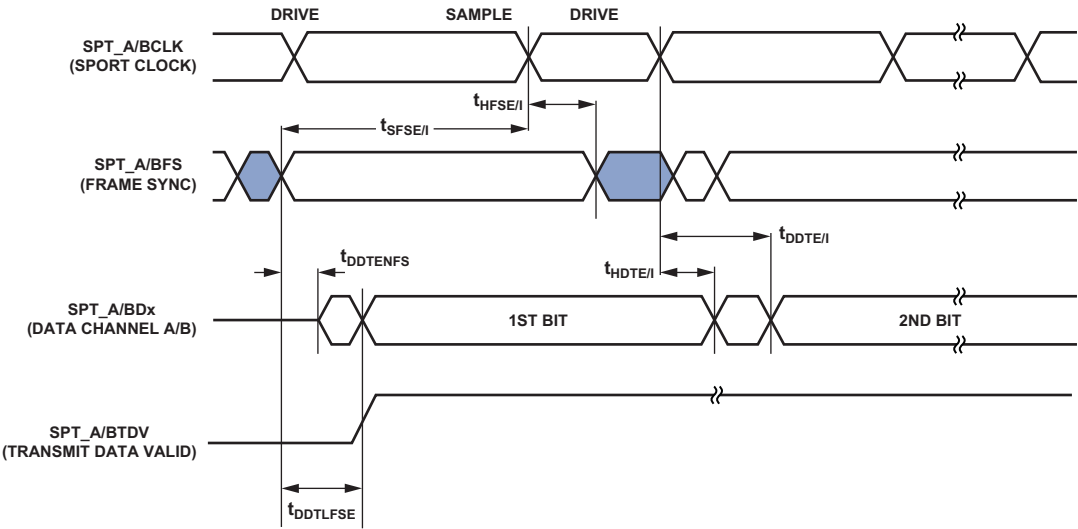 DRIVE SAMPLE DRIVE
SPT_A/BCLK
(SPORT CLOCK)
tHFSE/I
tSFSE/I
SPT_A/BFS
(FRAME SYNC)
tDDTE/I
tDDTENFS
tHDTE/I
SPT_A/BDx
(DATA CHANNEL A/B)
1ST BIT 2ND BIT
SPT_A/BTDV
(TRANSMIT DATA VALID)
tDDTLFSE